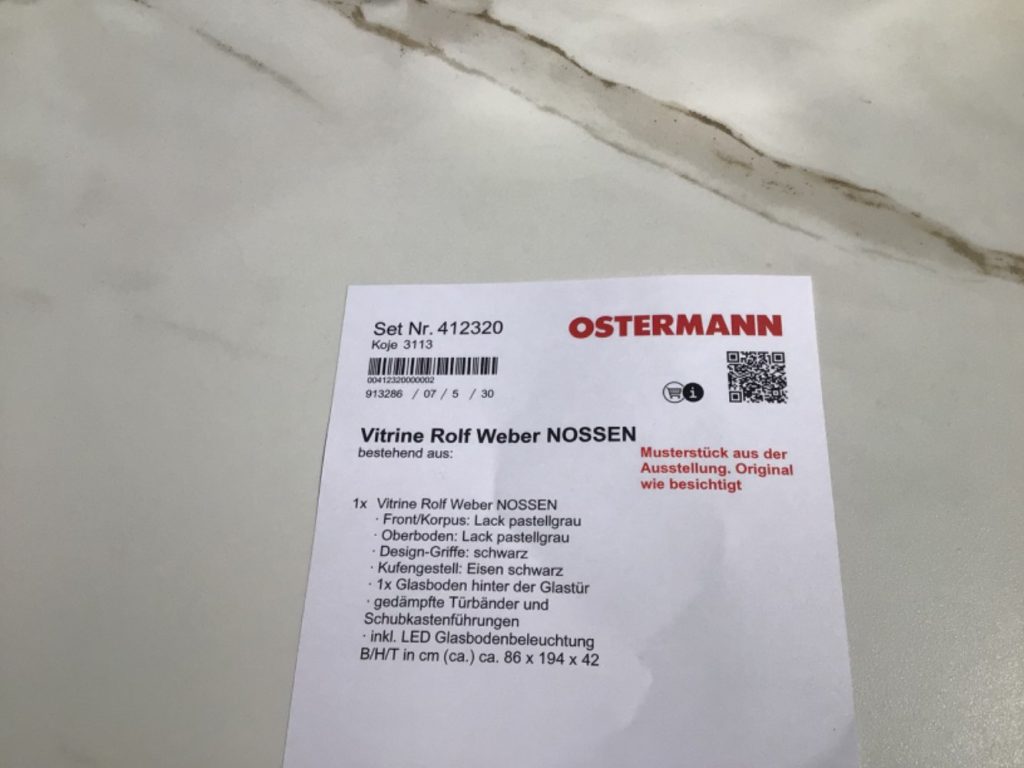 Set Nr. 412320
OSTERMANN
Koje 3113
00412320000002
913286 / 07 / 5 / 30
i
Vitrine Rolf Weber NOSSEN
bestehend aus:
Musterstück aus der
Ausstellung. Original
wie besichtigt
1x Vitrine Rolf Weber NOSSEN
· Front/Korpus: Lack pastellgrau
· Oberboden: Lack pastellgrau
· Design-Griffe: schwarz
· Kufengestell: Eisen schwarz
· 1x Glasboden hinter der Glastür
· gedämpfte Türbänder und
Schubkastenführungen
· inkl. LED Glasbodenbeleuchtung
B/H/T in cm (ca.) ca. 86 x 194 x 42